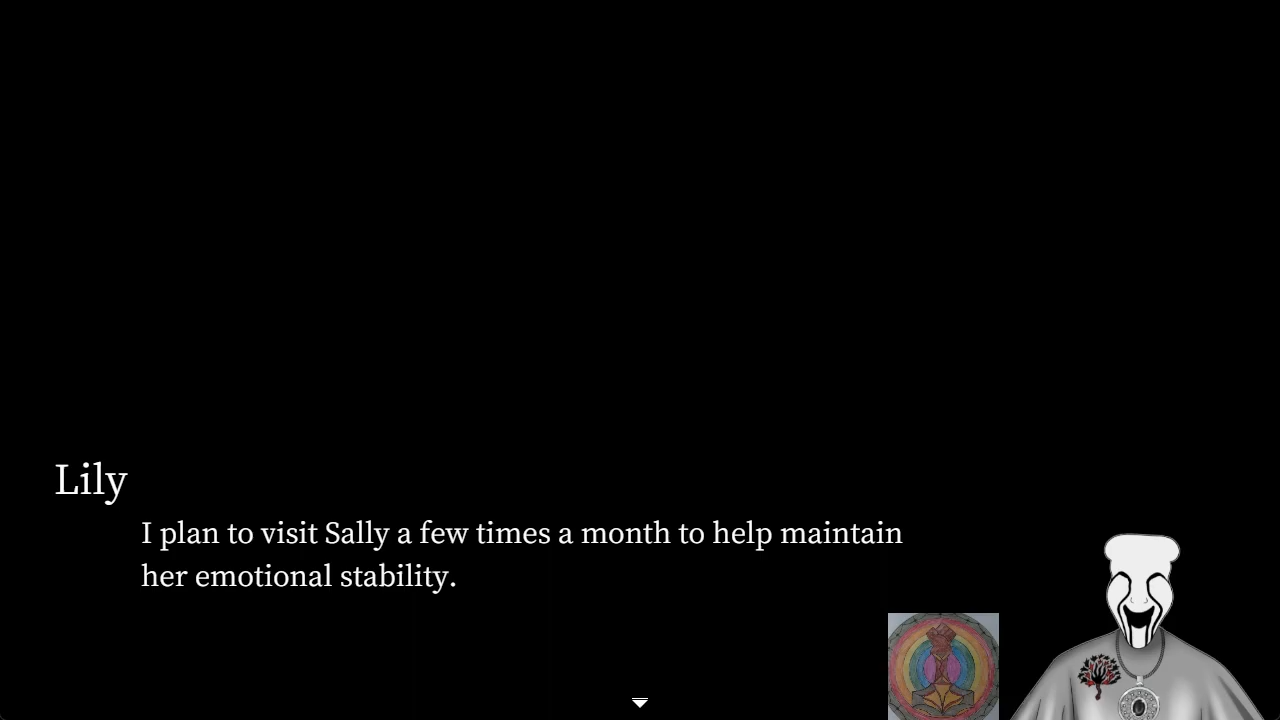 Lily
I plan to visit Sally a few times a month to help maintain
her emotional stability.